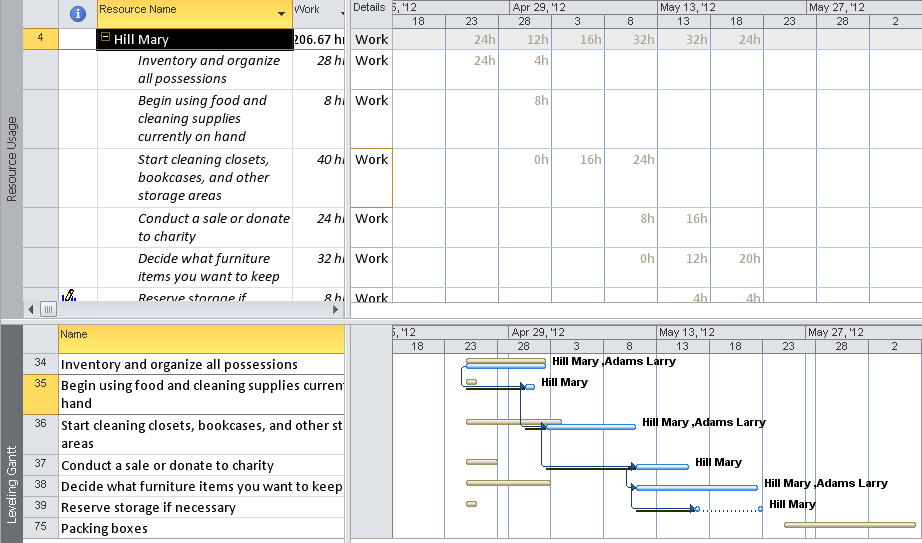 Resource Name Work Details 5, '12 Apr 29, '12 May 13, '12 May 27, '12
18 23 28 3 8 13 18 23 28 2
4 Hill Mary 206.67 hr Work 24h 12h 16h 32h 32h 24h
Inventory and organize 28 hr Work 24h 4h
all possessions
Begin using food and 8 hr Work 8h
cleaning supplies
currently on hand
Start cleaning closets, 40 hr Work 0h 16h 24h
bookcases, and other
storage areas
Conduct a sale or donate 24 hr Work 8h 16h
to charity
Decide what furniture 32 hr Work 0h 12h 20h
items you want to keep
Reserve storage if 8 hr Work 4h 4h
Resource Usage
Name 5, '12 Apr 29, '12 May 13, '12 May 27, '12
18 23 28 3 8 13 18 23 28 2
34 Inventory and organize all possessions Hill Mary ,Adams Larry
35 Begin using food and cleaning supplies current Hill Mary
hand
36 Start cleaning closets, bookcases, and other st Hill Mary ,Adams Larry
areas
37 Conduct a sale or donate to charity Hill Mary
38 Decide what furniture items you want to keep Hill Mary ,Adams Larry
39 Reserve storage if necessary Hill Mary
75 Packing boxes
Leveling Gantt